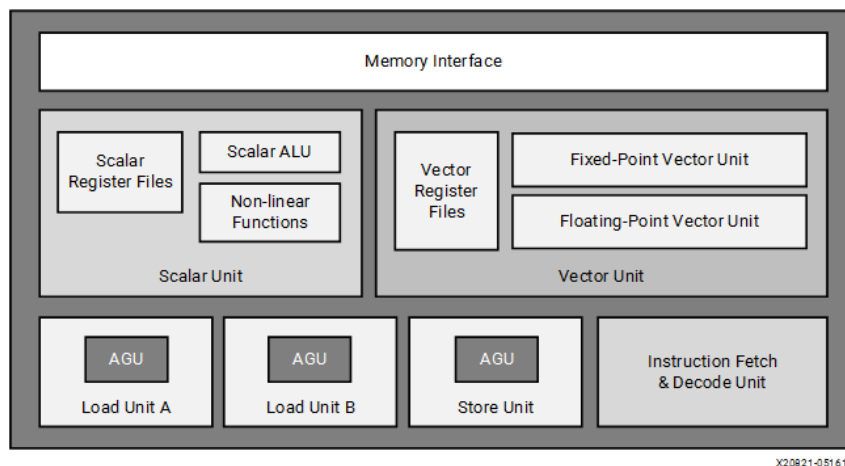 Memory Interface
Scalar
Register Files
Scalar ALU
Non-linear
Functions
Scalar Unit
Vector
Register
Files
Fixed-Point Vector Unit
Floating-Point Vector Unit
Vector Unit
AGU
Load Unit A
AGU
Load Unit B
AGU
Store Unit
Instruction Fetch
& Decode Unit
X20821-05161